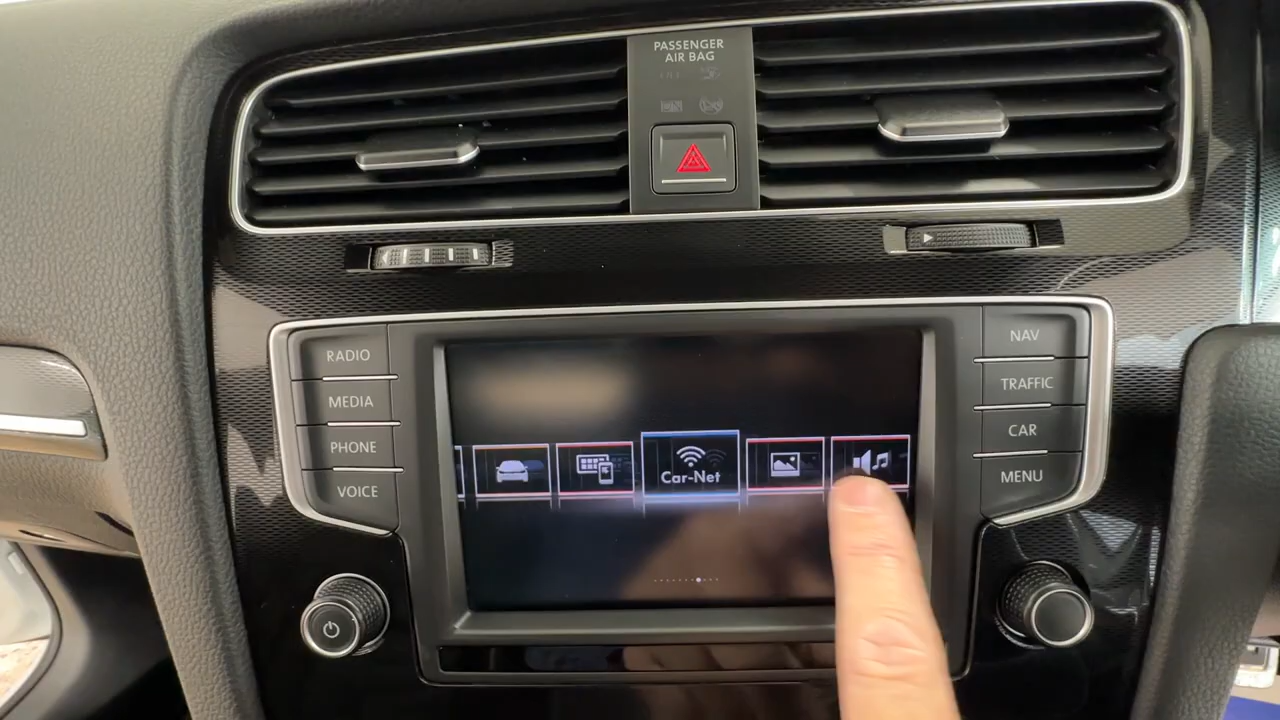 PASSENGER
AIR BAG
RADIO
MEDIA
PHONE
VOICE
Car-Net
NAV
TRAFFIC
CAR
MENU